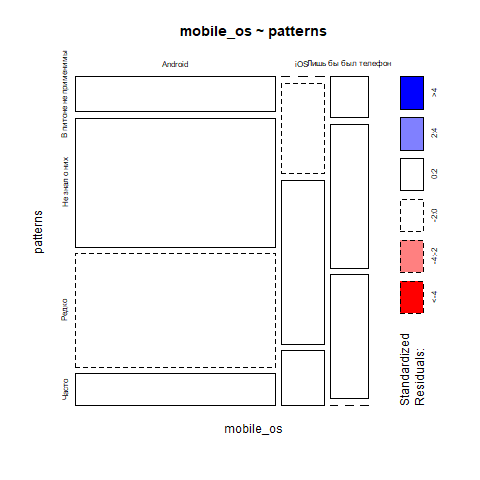 mobile_os ~ patterns
Android
iOS
Лишь бы был телефон
В питоне не применимы
Не знал о них
Редко
Часто
patterns
mobile_os
>4
2:4
0:2
-2:0
-4:-2
<-4
Standardized
Residuals: